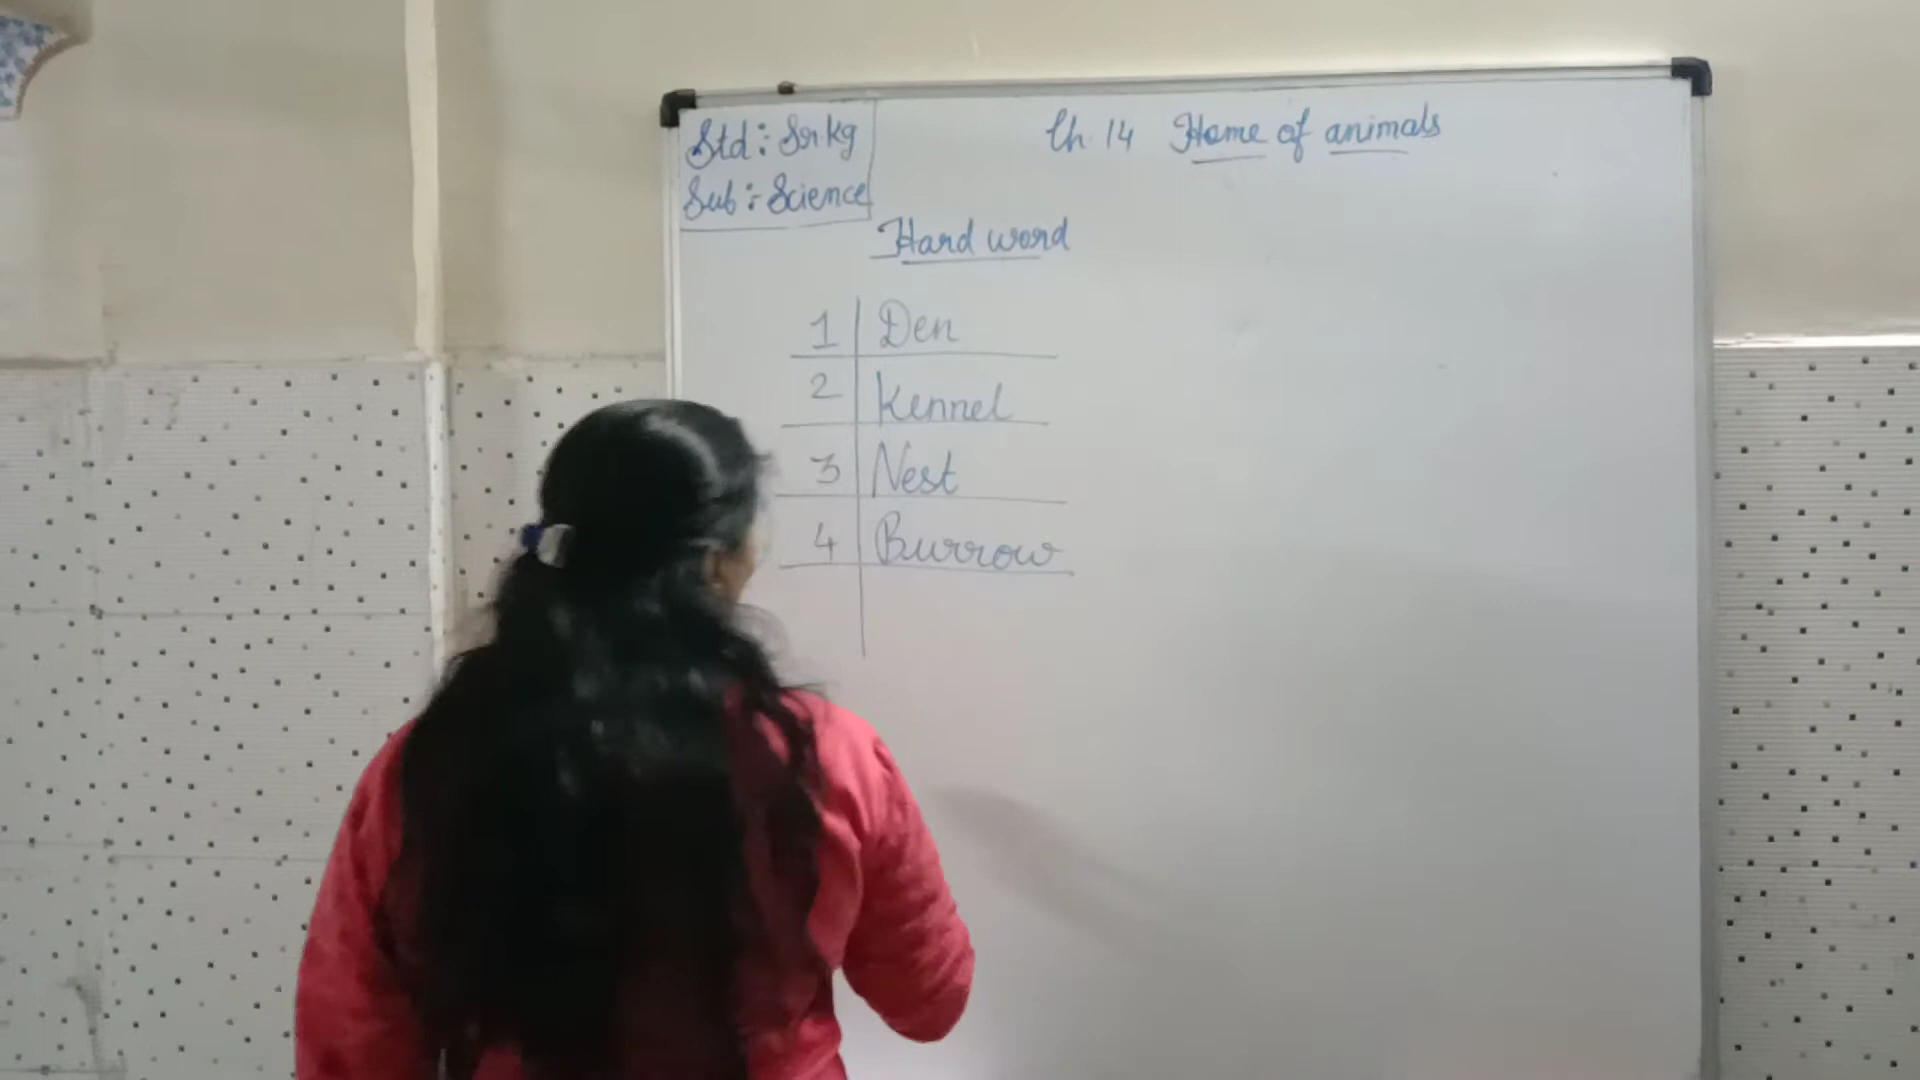 Std: Sr.kg
Sub: Science
Ch. 14 Home of animals
Hard word
1 Den
2 Kennel
3 Nest
4 Burrow